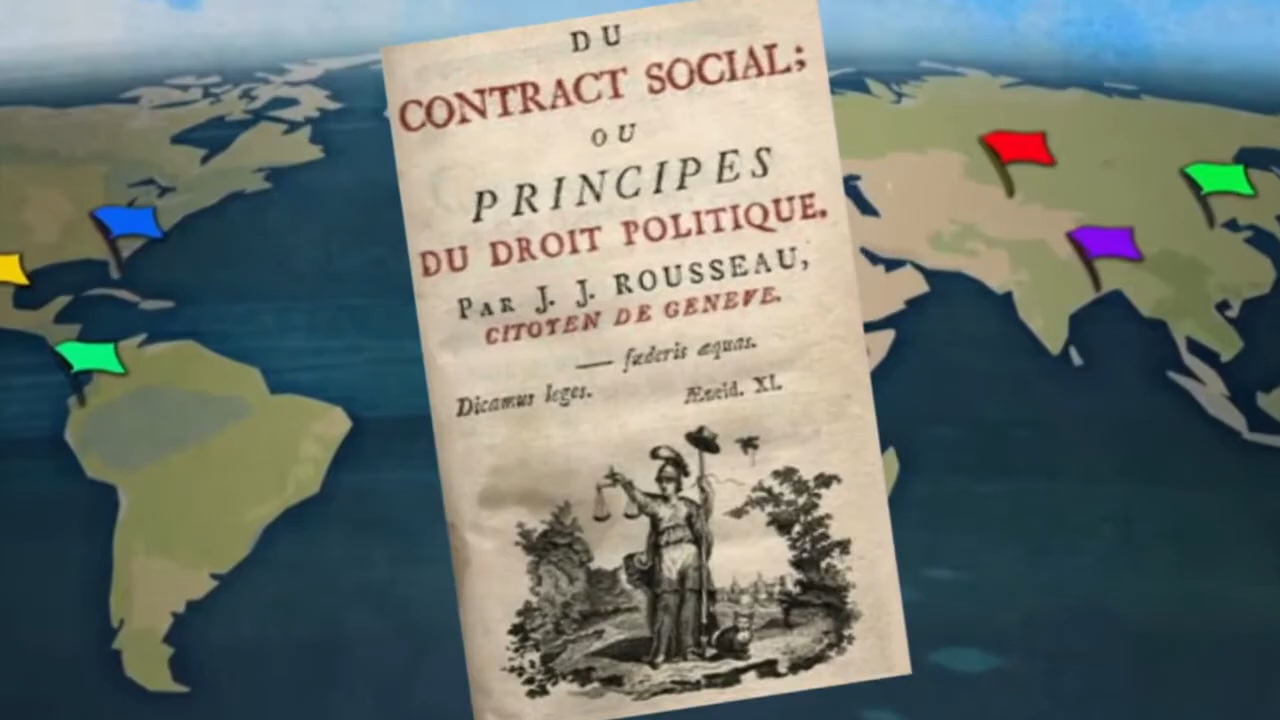 DU
CONTRACT SOCIAL;
OU
PRINCIPES
DU DROIT POLITIQUE.
PAR J. J. ROUSSEAU,
CITOYEN DE GENEVE.
— fœderis æquas.
Dicamus leges. Æneid. XI.